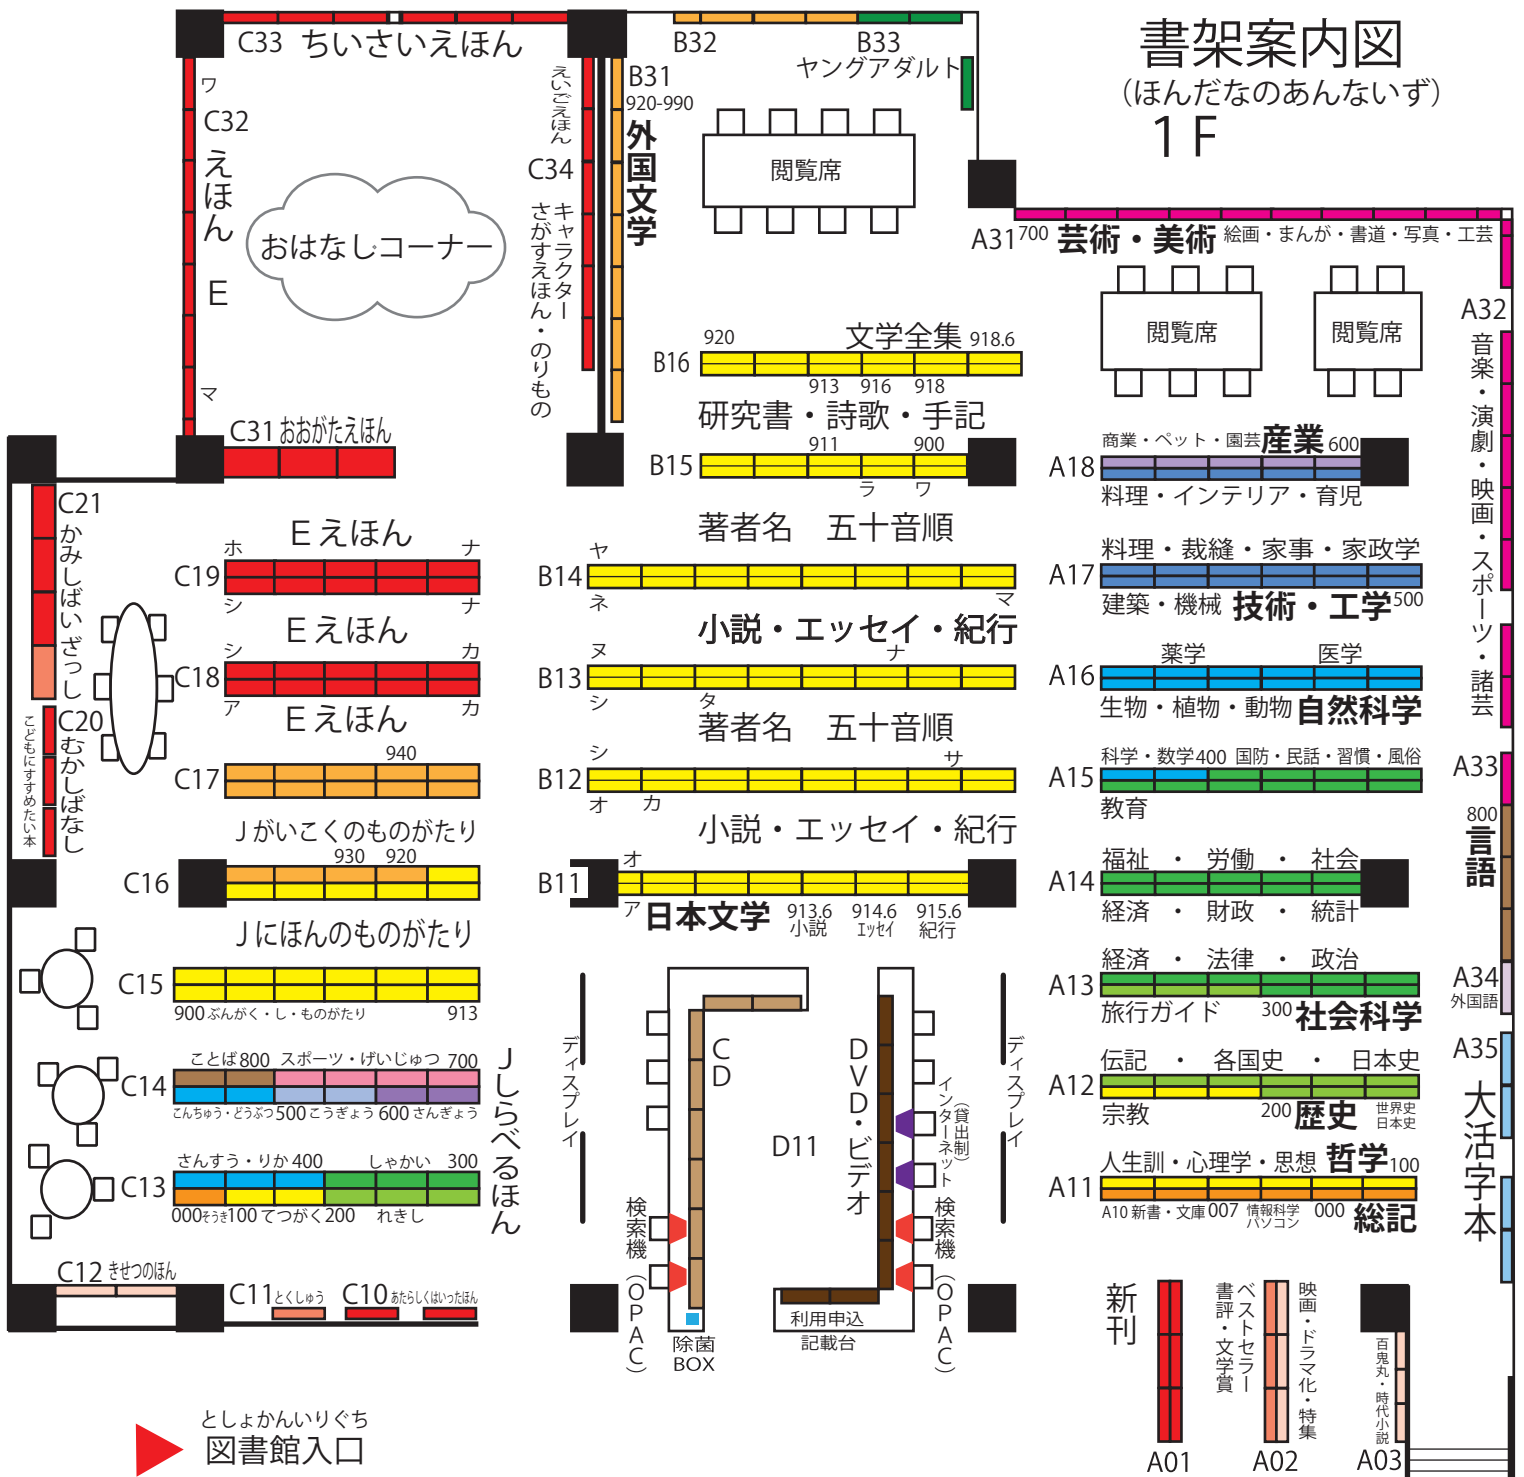 書架案内図
（ほんだなのあんないず）
１Ｆ
C33 ちいさいえほん
B32
B33
ヤングアダルト
ワ
C32
えほん
E
マ
おはなしコーナー
えいごえほん
C34
キャラクター
さがすえほん・のりもの
B31
920-990
外国文学
閲覧席
A31 700 芸術・美術 絵画・まんが・書道・写真・工芸
閲覧席
閲覧席
A32
音楽・演劇・映画・スポーツ・諸芸
920 文学全集 918.6
B16
913 916 918
研究書・詩歌・手記
911 900
B15
ラ ワ
C31 おおがたえほん
商業・ペット・園芸 産業 600
A18
料理・インテリア・育児
C21
かみしばい
ざっし
C20
むかしばなし
こどもにすすめたい本
E えほん
ホ ナ
C19
シ ナ
E えほん
シ カ
C18
ア カ
E えほん
940
C17
Jがいこくのものがたり
930 920
C16
Jにほんのものがたり
C15
900 ぶんがく・し・ものがたり 913
ことば 800 スポーツ・げいじゅつ 700
C14
こんちゅう・どうぶつ 500 こうぎょう 600 さんぎょう
さんすう・りか 400 しゃかい 300
C13
000 そうき 100 てつがく 200 れきし
Jしらべるほん
C12 きせつのほん
C11 とくしゅう
C10 あたらしくはいったほん
著者名 五十音順
ヤ
B14
ネ マ
小説・エッセイ・紀行
ヌ ナ
B13
シ タ
著者名 五十音順
シ サ
B12
オ カ
小説・エッセイ・紀行
オ
B11
ア 日本文学 913.6 914.6 915.6
小説 エッセイ 紀行
料理・裁縫・家事・家政学
A17
建築・機械 技術・工学 500
薬学 医学
A16
生物・植物・動物 自然科学
科学・数学 400 国防・民話・習慣・風俗
A15
教育
福祉 ・ 労働 ・ 社会
A14
経済 ・ 財政 ・ 統計
経済 ・ 法律 ・ 政治
A13
旅行ガイド 300 社会科学
伝記 ・ 各国史 ・ 日本史
A12
宗教 200 歴史 世界史
日本史
人生訓・心理学・思想 哲学 100
A11
A10 新書・文庫 007 情報科学
パソコン 000 総記
A33
800
言語
A34
外国語
A35
大活字本
ディスプレイ
CD
D11
DVD・ビデオ
インターネット
（貸出制）
ディスプレイ
検索機（OPAC）
検索機（OPAC）
除菌
BOX
利用申込
記載台
新刊
A01
ベストセラー
書評・文学賞
映画・ドラマ化・特集
A02
百鬼丸・時代小説
A03
としょかんいりぐち
図書館入口